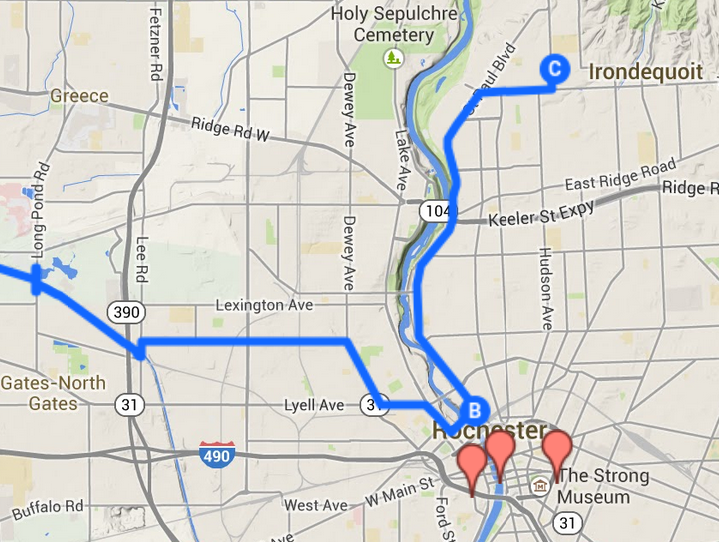 Holy Sepulchre
Cemetery
Fetzner Rd
St Paul Blvd
C
Irondequoit
Greece
Ridge Rd W
Dewey Ave
Lake Ave
East Ridge Road
Ridge R
Long Pond Rd
104
Keeler St Expy
Lee Rd
Dewey Ave
Hudson Ave
Lexington Ave
390
Gates-North
Gates
31
Lyell Ave
B
Rochester
490
The Strong
Museum
Buffalo Rd
West Ave
W Main St
Ford St
31